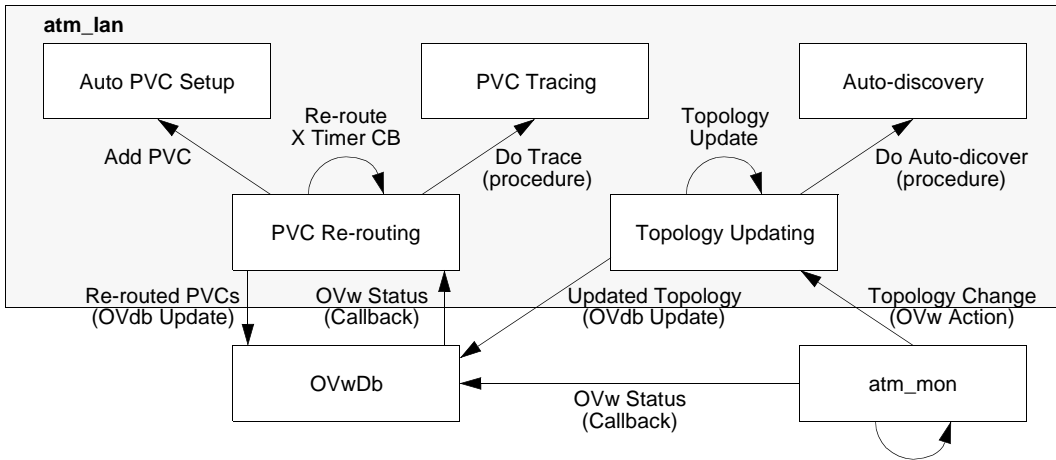 atm_lan
Auto PVC Setup
PVC Tracing
Auto-discovery
Re-route
X Timer CB
Topology
Update
Add PVC
Do Trace
(procedure)
Do Auto-dicover
(procedure)
PVC Re-routing
Topology Updating
Re-routed PVCs
(OVdb Update)
OVw Status
(Callback)
Updated Topology
(OVdb Update)
Topology Change
(OVw Action)
OVwDb
OVw Status
(Callback)
atm_mon